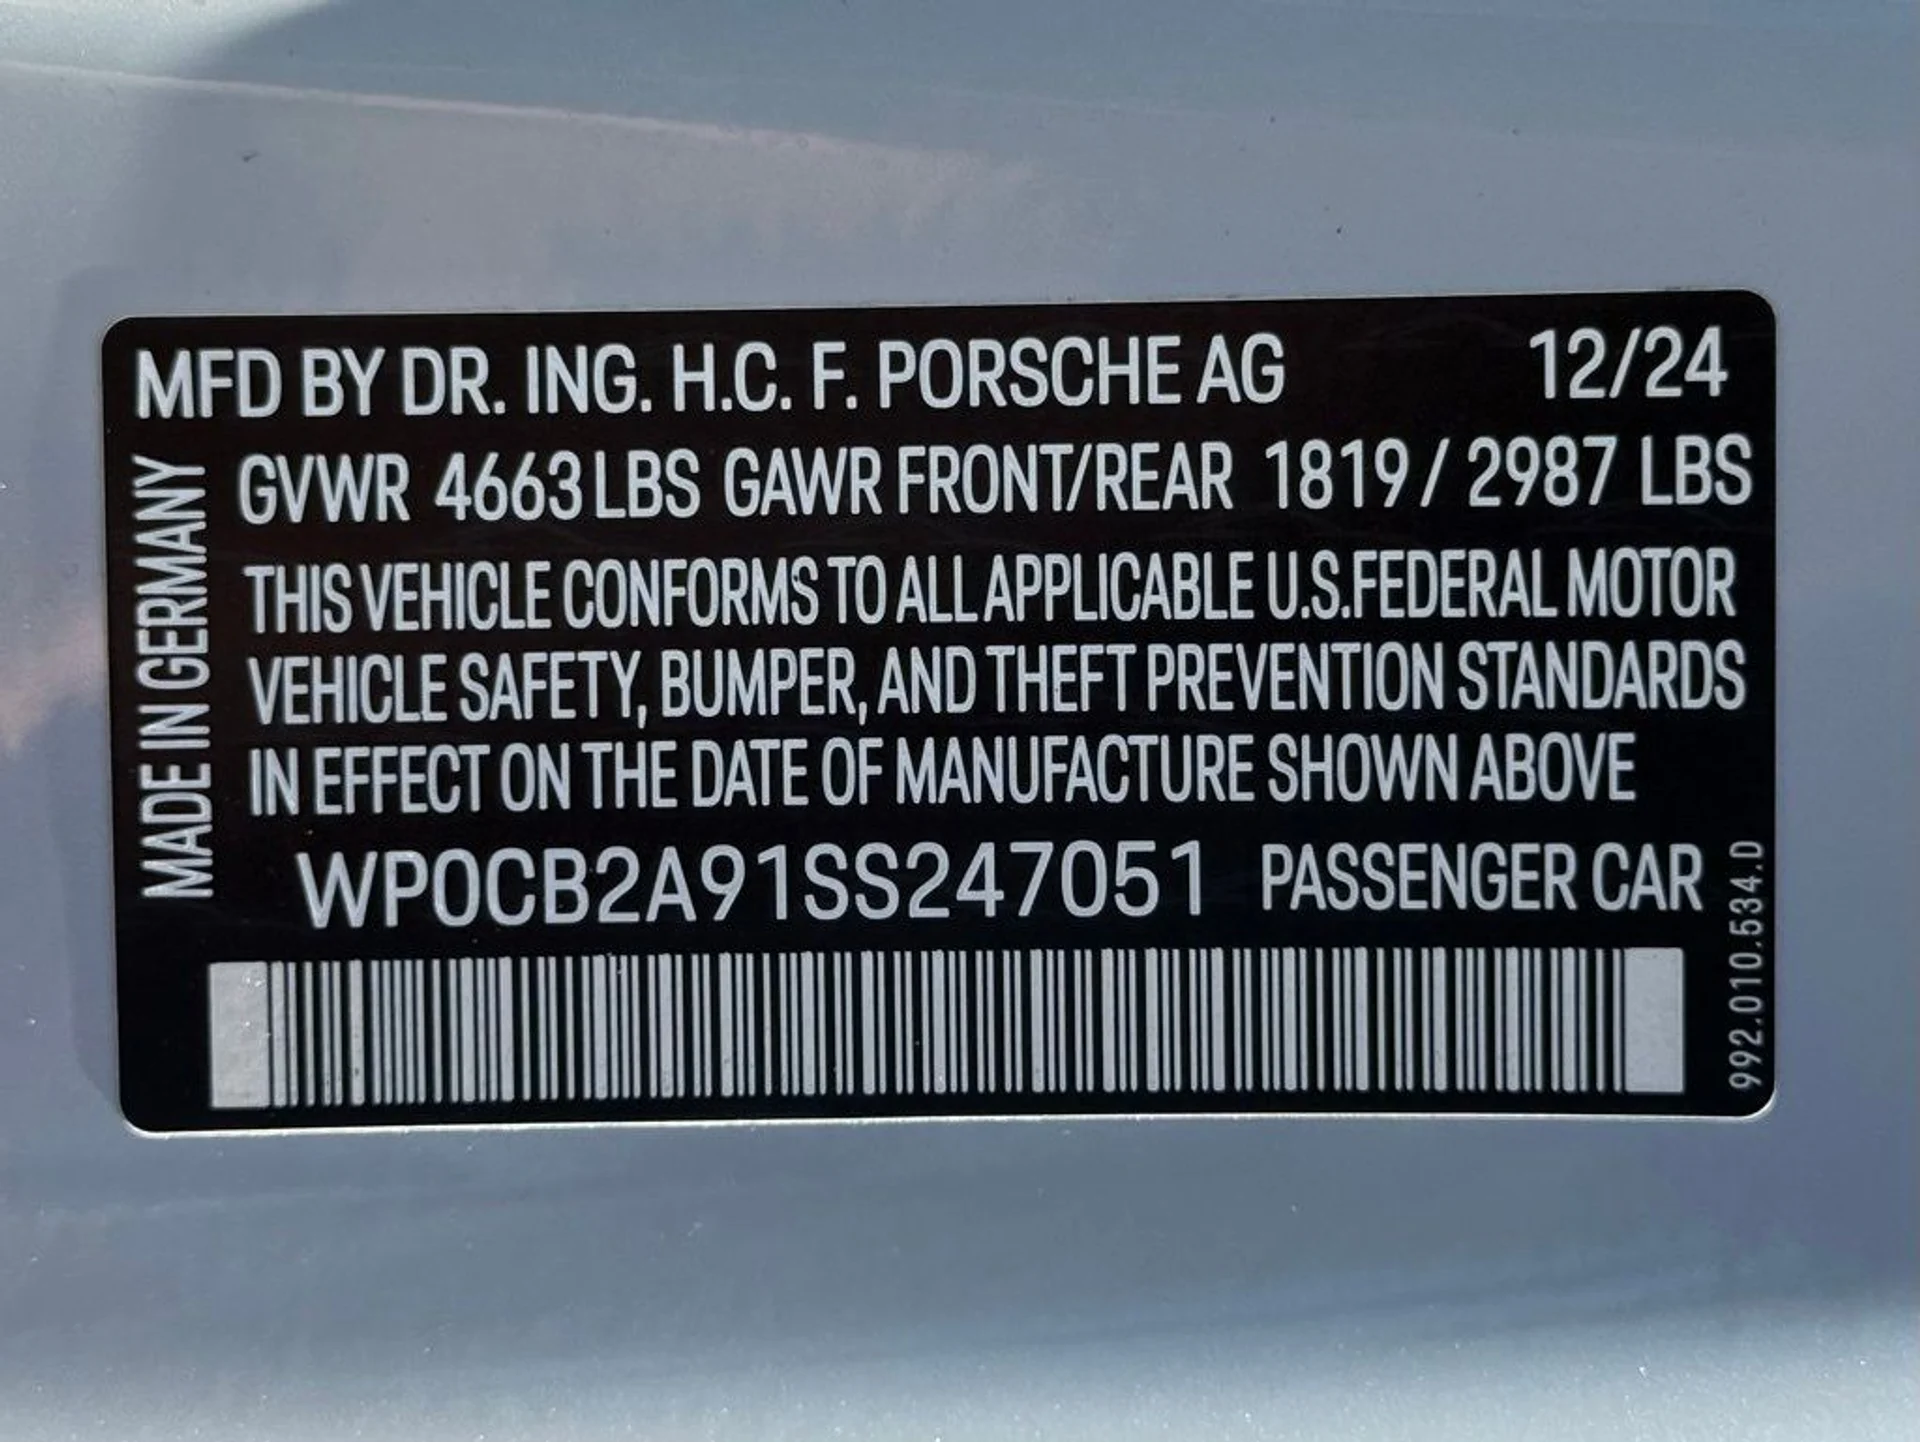 MFD BY DR. ING. H.C. F. PORSCHE AG 12/24
GVWR 4663 LBS GAWR FRONT/REAR 1819 / 2987 LBS
THIS VEHICLE CONFORMS TO ALL APPLICABLE U.S.FEDERAL MOTOR
VEHICLE SAFETY, BUMPER, AND THEFT PREVENTION STANDARDS
IN EFFECT ON THE DATE OF MANUFACTURE SHOWN ABOVE
WP0CB2A91SS247051 PASSENGER CAR
MADE IN GERMANY
992.010.534.D